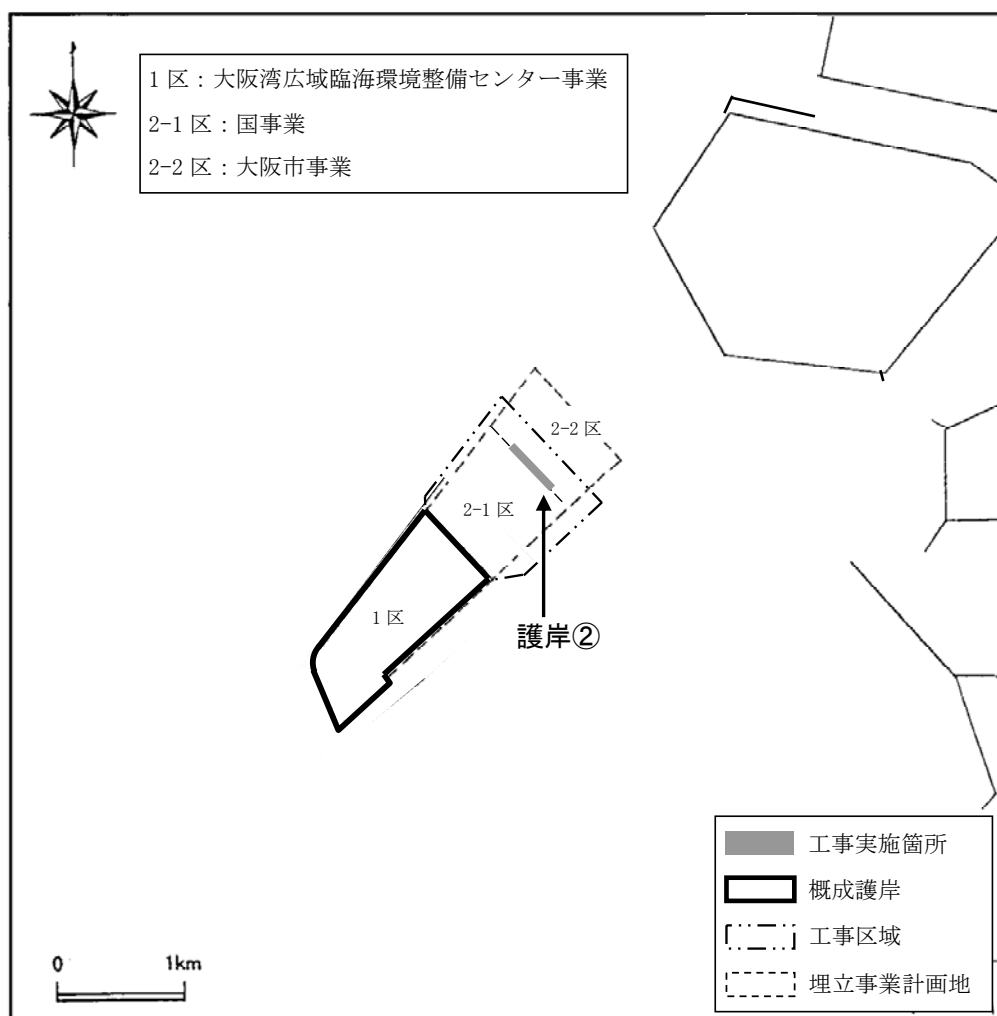 1 区：大阪湾広域臨海環境整備センター事業
2-1 区：国事業
2-2 区：大阪市事業
2-2 区
2-1 区
1 区
護岸②
工事実施箇所
概成護岸
工事区域
埋立事業計画地
0 1km